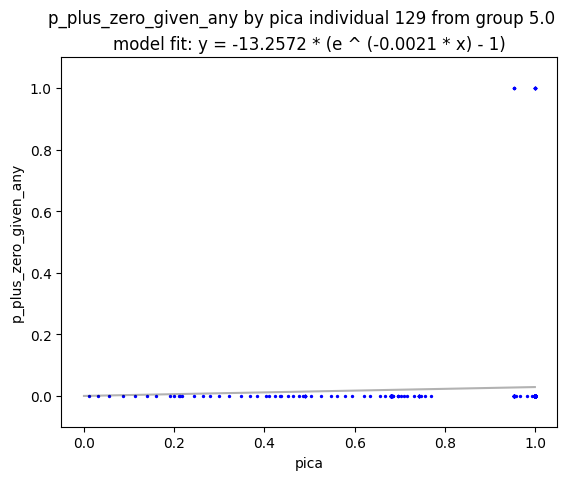 p_plus_zero_given_any by pica individual 129 from group 5.0
model fit: y = -13.2572 * (e ^ (-0.0021 * x) - 1)
p_plus_zero_given_any
1.0
0.8
0.6
0.4
0.2
0.0
0.0 0.2 0.4 0.6 0.8 1.0
pica